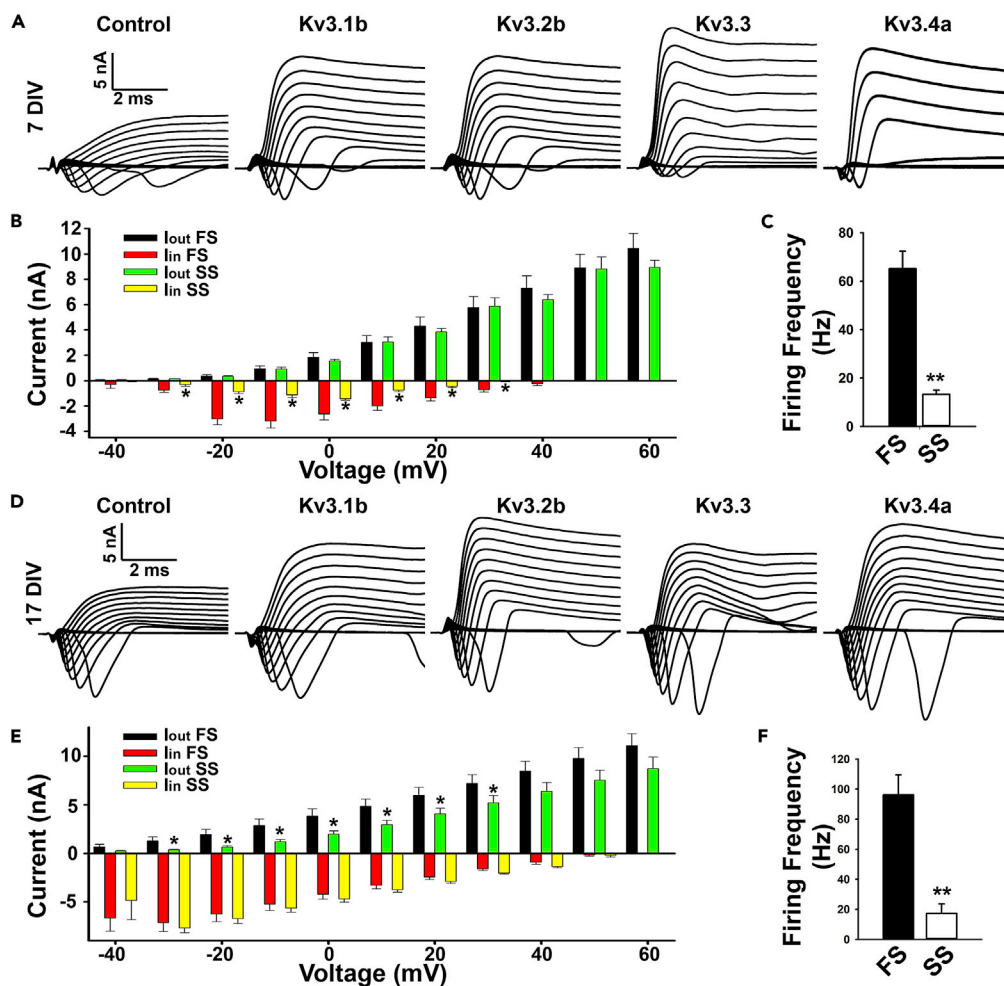 A
Control Kv3.1b Kv3.2b Kv3.3 Kv3.4a
5 nA
2 ms
7 DIV
B
Iout FS
Iin FS
Iout SS
Iin SS
Current (nA)
12
10
8
6
4
2
0
-2
-4
* * * * * * *
-40 -20 0 20 40 60
Voltage (mV)
C
Firing Frequency
(Hz)
80
60
40
20
0
**
FS SS
D
Control Kv3.1b Kv3.2b Kv3.3 Kv3.4a
5 nA
2 ms
17 DIV
E
Iout FS
Iin FS
Iout SS
Iin SS
Current (nA)
10
5
0
-5
* * * * * * *
-40 -20 0 20 40 60
Voltage (mV)
F
Firing Frequency
(Hz)
120
100
80
60
40
20
0
**
FS SS